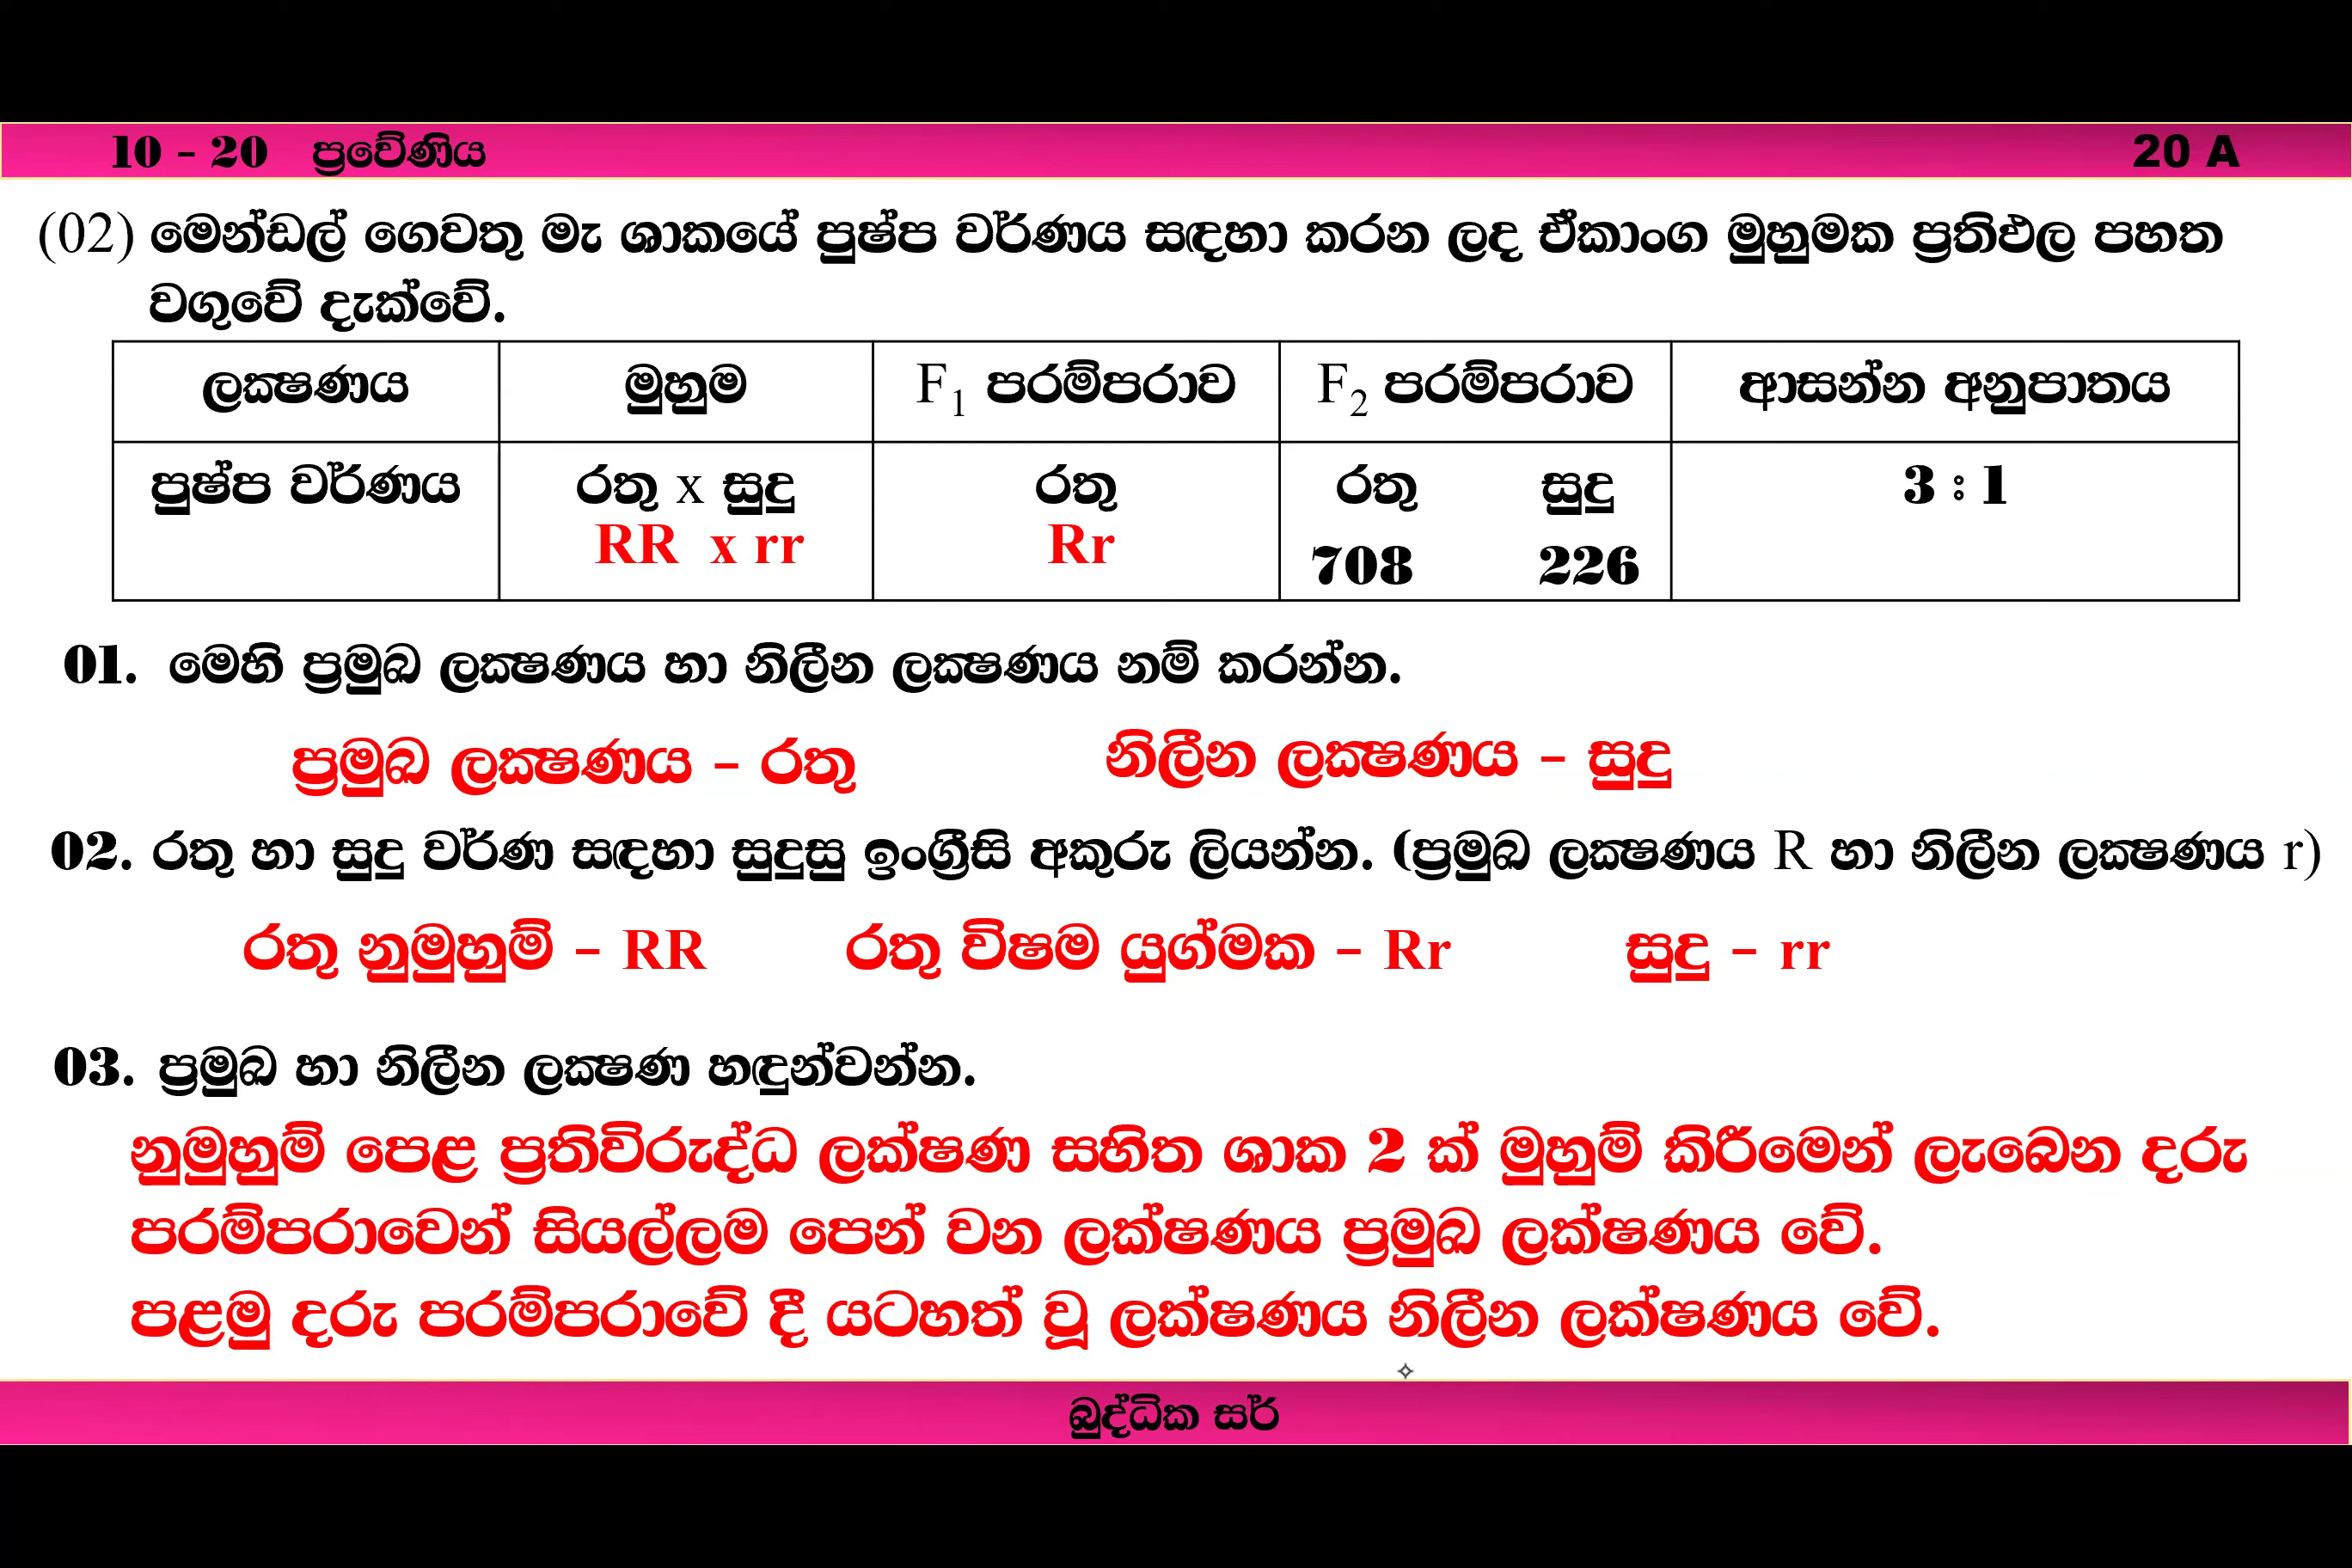 10 - 20 ප්‍රවේණිය 20 A
(02) මෙන්ඩල් ගෙවතු මෑ ශාකයේ පුෂ්ප වර්ණය සඳහා කරන ලද ඒකාංග මුහුමක ප්‍රතිඵල පහත
වගුවේ දැක්වේ.
ලක්‍ෂණය මුහුම F₁ පරම්පරාව F₂ පරම්පරාව ආසන්න අනුපාතය
පුෂ්ප වර්ණය රතු x සුදු රතු රතු සුදු 3 : 1
RR x rr Rr 708 226
01. මෙහි ප්‍රමුඛ ලක්‍ෂණය හා නිලීන ලක්‍ෂණය නම් කරන්න.
ප්‍රමුඛ ලක්‍ෂණය – රතු නිලීන ලක්‍ෂණය – සුදු
02. රතු හා සුදු වර්ණ සඳහා සුදුසු ඉංග්‍රීසි අකුරු ලියන්න. (ප්‍රමුඛ ලක්‍ෂණය R හා නිලීන ලක්‍ෂණය r)
රතු නුමුහුම් – RR රතු විෂම යුග්මක – Rr සුදු – rr
03. ප්‍රමුඛ හා නිලීන ලක්‍ෂණ හඳුන්වන්න.
නුමුහුම් පෙළ ප්‍රතිවිරුද්ධ ලක්ෂණ සහිත ශාක 2 ක් මුහුම් කිරීමෙන් ලැබෙන දරු
පරම්පරාවෙන් සියල්ලම පෙන් වන ලක්ෂණය ප්‍රමුඛ ලක්ෂණය වේ.
පළමු දරු පරම්පරාවේ දී යටහත් වූ ලක්ෂණය නිලීන ලක්ෂණය වේ.
බුද්ධික සර්